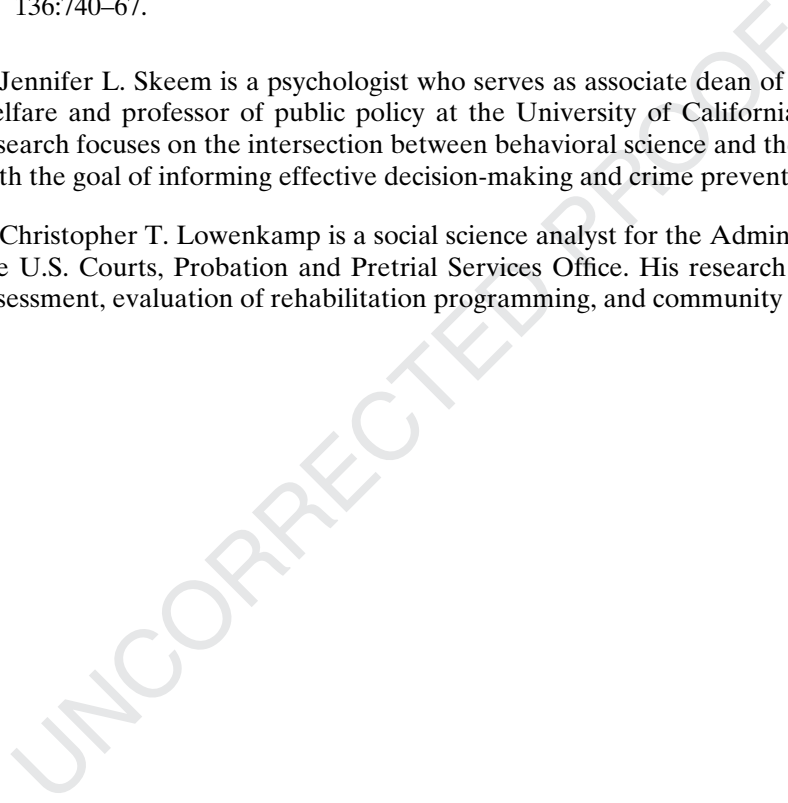 136:740–67.
Jennifer L. Skeem is a psychologist who serves as associate dean of
elfare and professor of public policy at the University of California
search focuses on the intersection between behavioral science and the
th the goal of informing effective decision-making and crime prevent
Christopher T. Lowenkamp is a social science analyst for the Admin
e U.S. Courts, Probation and Pretrial Services Office. His research
sessment, evaluation of rehabilitation programming, and community
UNCORRECTED PROOF